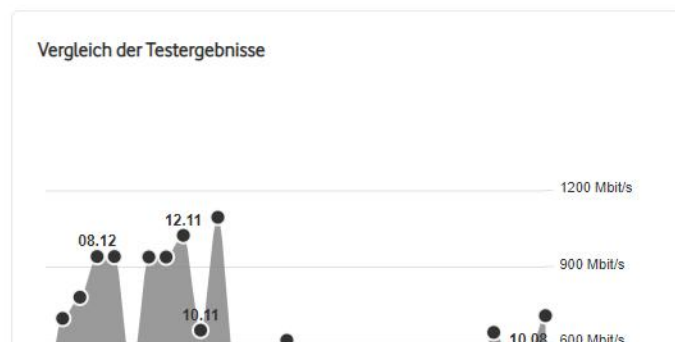 Vergleich der Testergebnisse
1200 Mbit/s
12.11
08.12
900 Mbit/s
10.11
10.08
600 Mbit/s